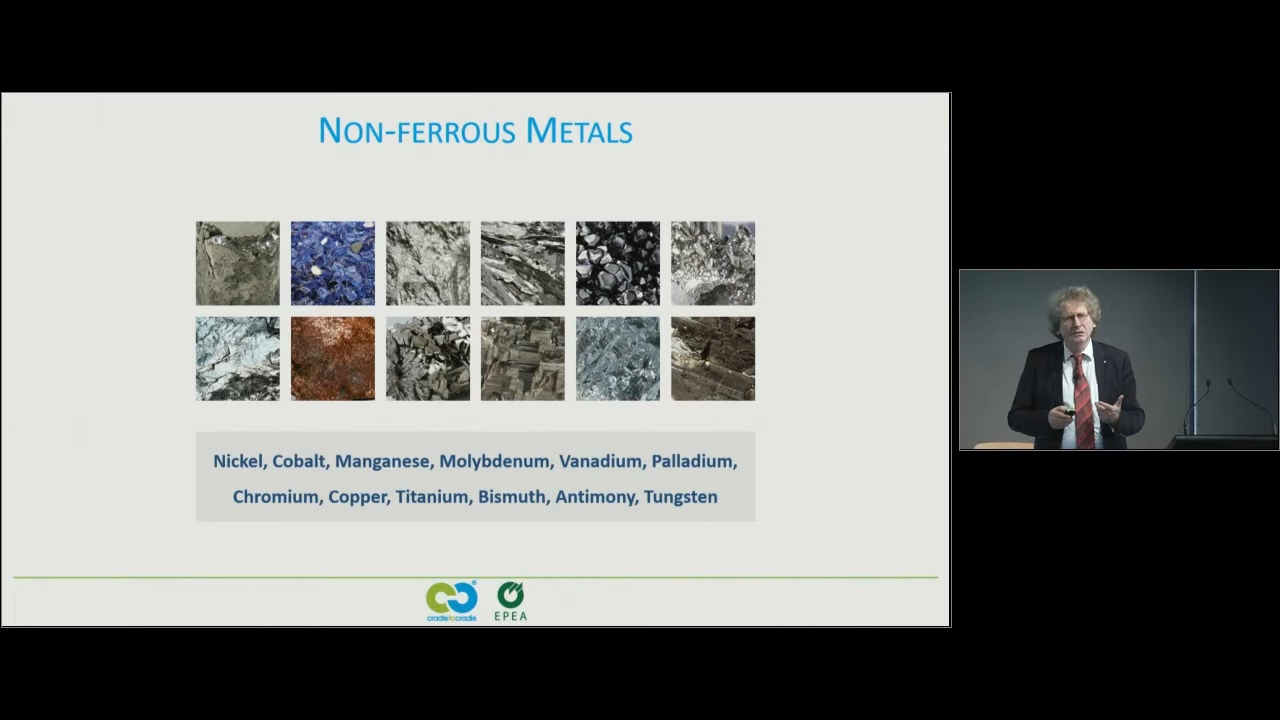 NON-FERROUS METALS
Nickel, Cobalt, Manganese, Molybdenum, Vanadium, Palladium,
Chromium, Copper, Titanium, Bismuth, Antimony, Tungsten
cradletocradle
®
EPEA